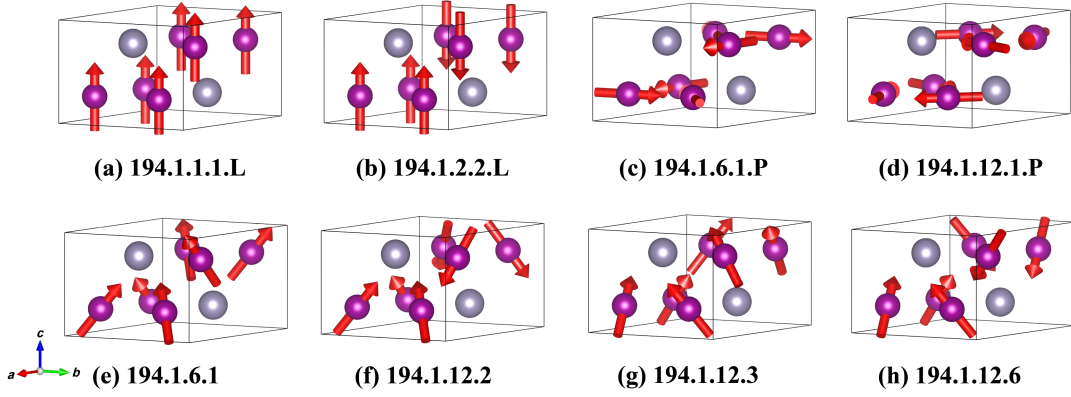 (a) 194.1.1.1.L
(b) 194.1.2.2.L
(c) 194.1.6.1.P
(d) 194.1.12.1.P
c
a
b
(e) 194.1.6.1
(f) 194.1.12.2
(g) 194.1.12.3
(h) 194.1.12.6